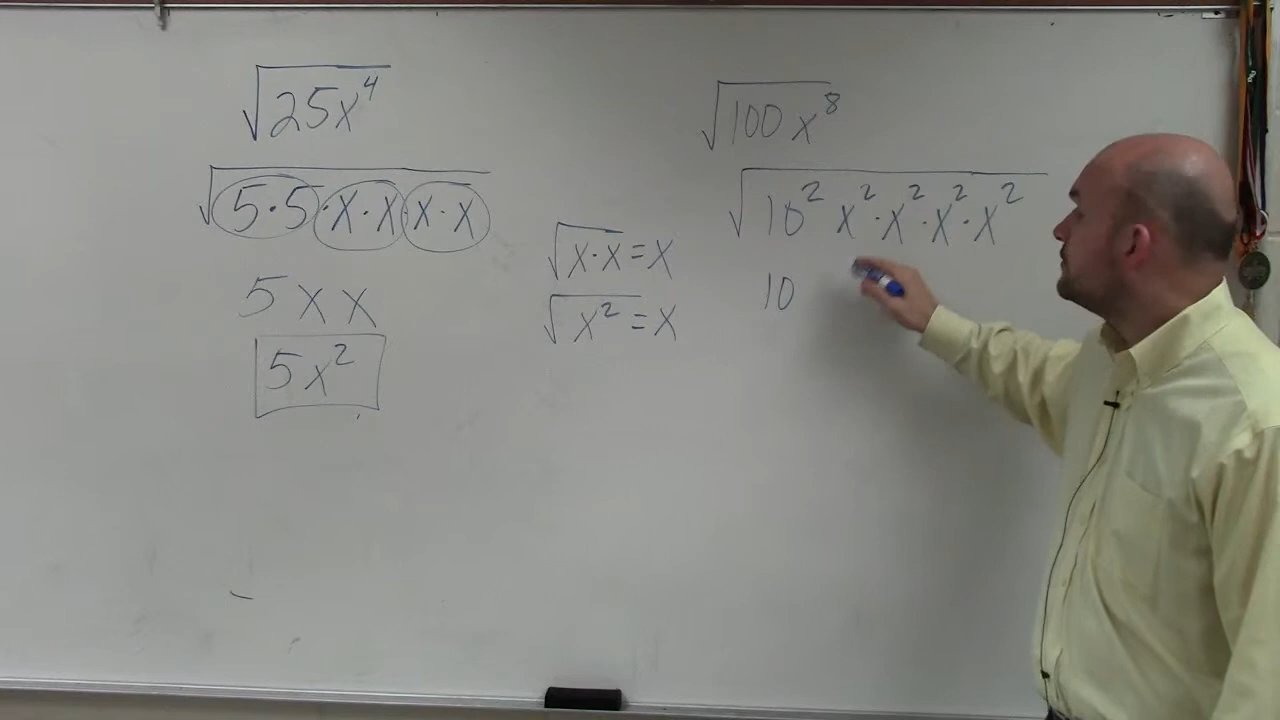 √25x⁴
√5·5·x·x·x·x
5 x x
5x²
√x·x = x
√x² = x
√100x⁸
√10² x²·x²·x²·x²
10